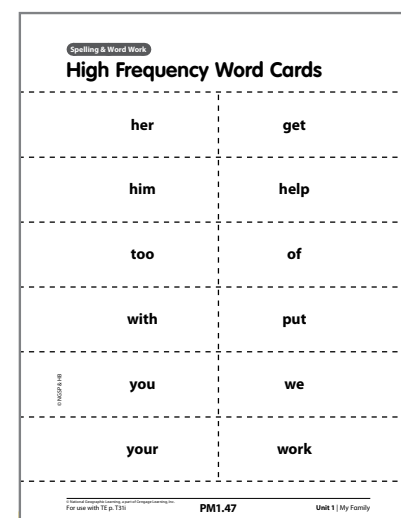 Spelling & Word Work
High Frequency Word Cards
her get
him help
too of
with put
you we
your work
© NGSP & HB
© National Geographic Learning, a part of Cengage Learning, Inc.
For use with TE p. T31i PM1.47 Unit 1 | My Family